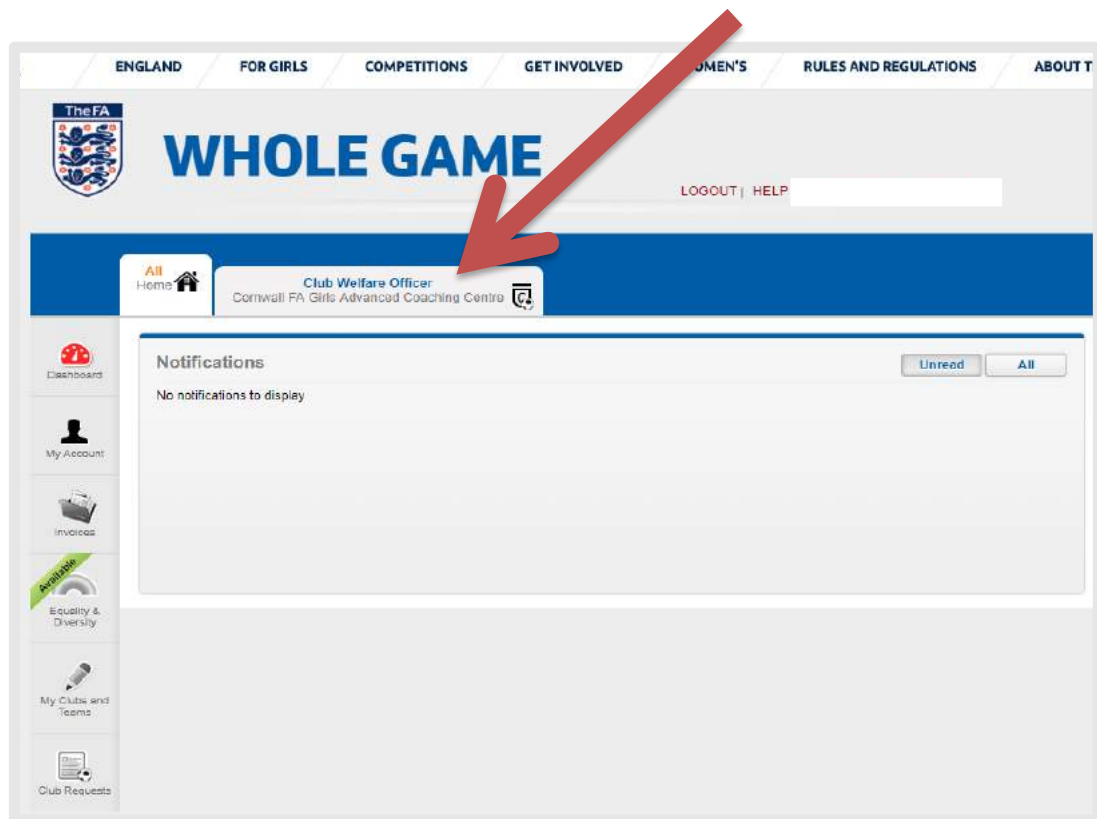 ENGLAND FOR GIRLS COMPETITIONS GET INVOLVED RULES AND REGULATIONS ABOUT T
The FA
WHOLE GAME
LOGOUT | HELP
All
Home
Club Welfare Officer
Cornwall FA Girls Advanced Coaching Centre
Notifications
Unread All
No notifications to display
Dashboard
My Account
Invoices
Available
Equality &
Diversity
My Clubs and
Teams
Club Requests